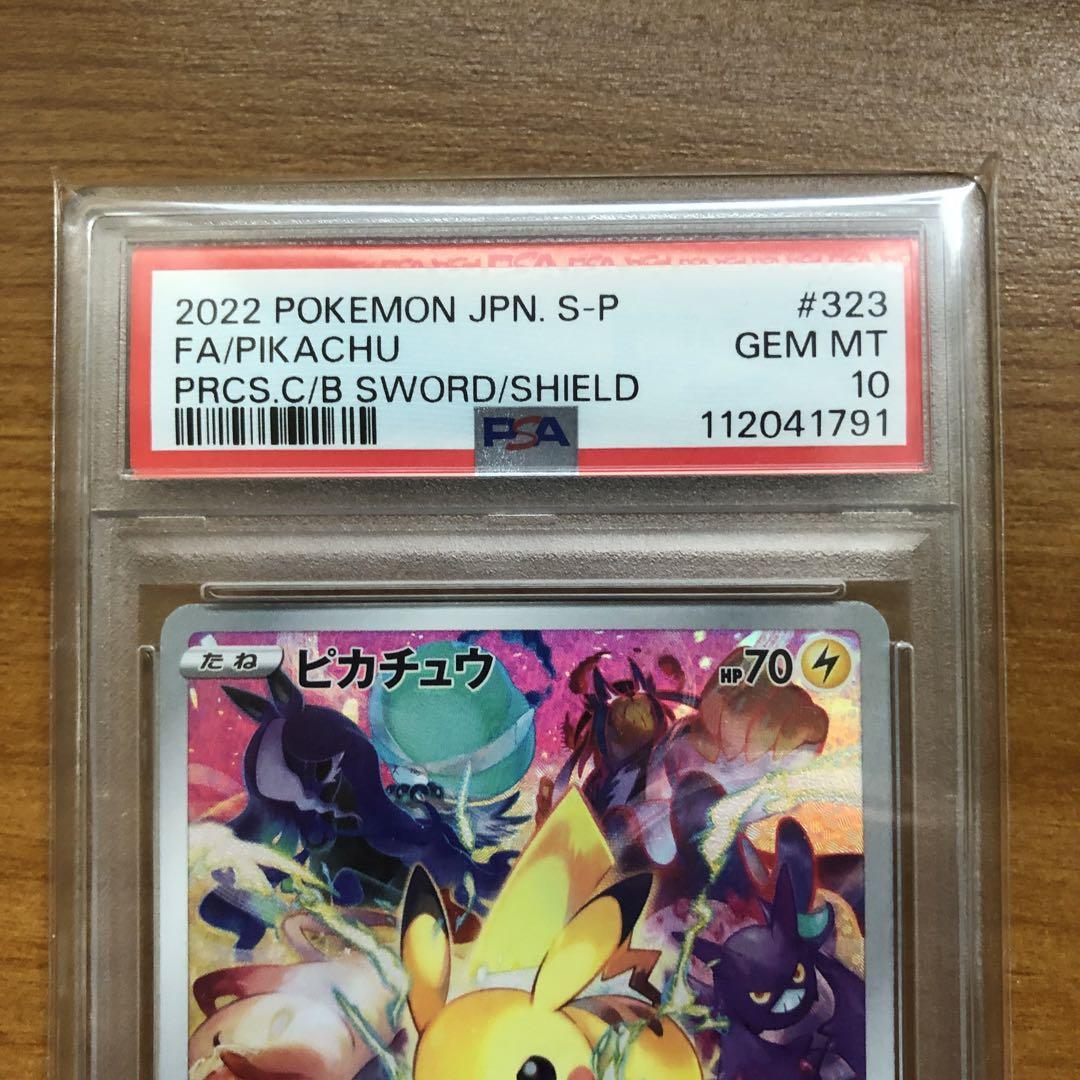 2022 POKEMON JPN. S-P #323
FA/PIKACHU GEM MT
PRCS.C/B SWORD/SHIELD 10
PSA 112041791
たね ピカチュウ HP70